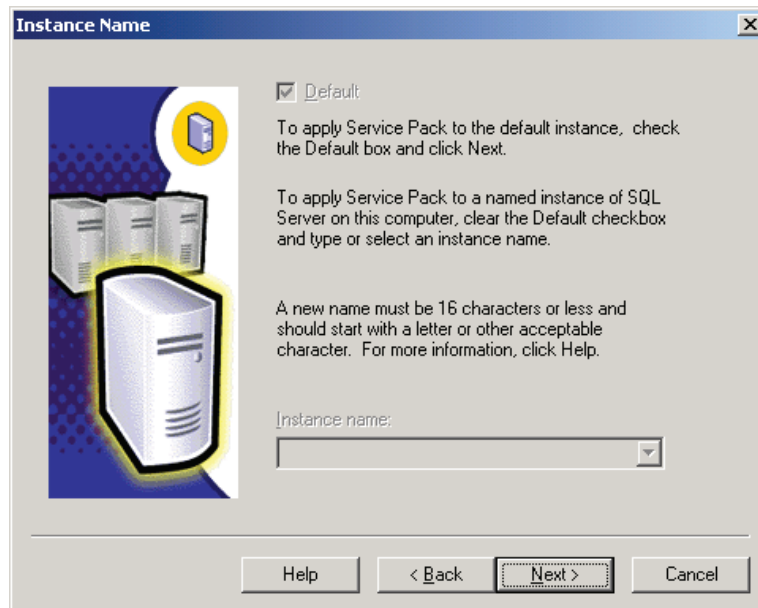 Instance Name
Default
To apply Service Pack to the default instance, check
the Default box and click Next.
To apply Service Pack to a named instance of SQL
Server on this computer, clear the Default checkbox
and type or select an instance name.
A new name must be 16 characters or less and
should start with a letter or other acceptable
character. For more information, click Help.
Instance name:
Help
< Back
Next >
Cancel